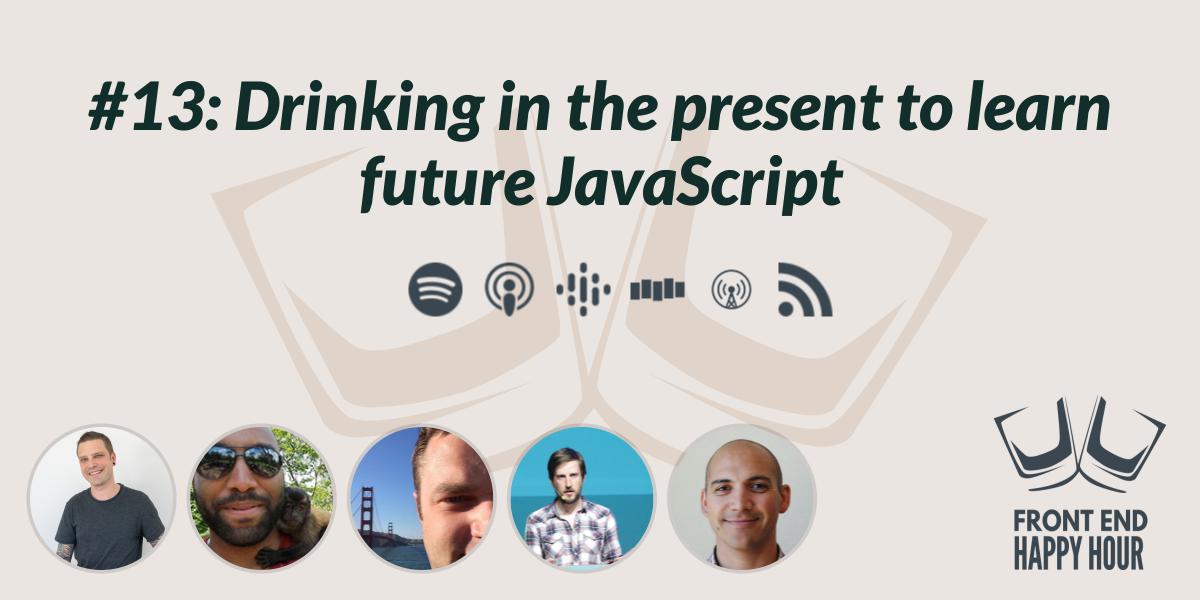 #13: Drinking in the present to learn
future JavaScript
FRONT END
HAPPY HOUR